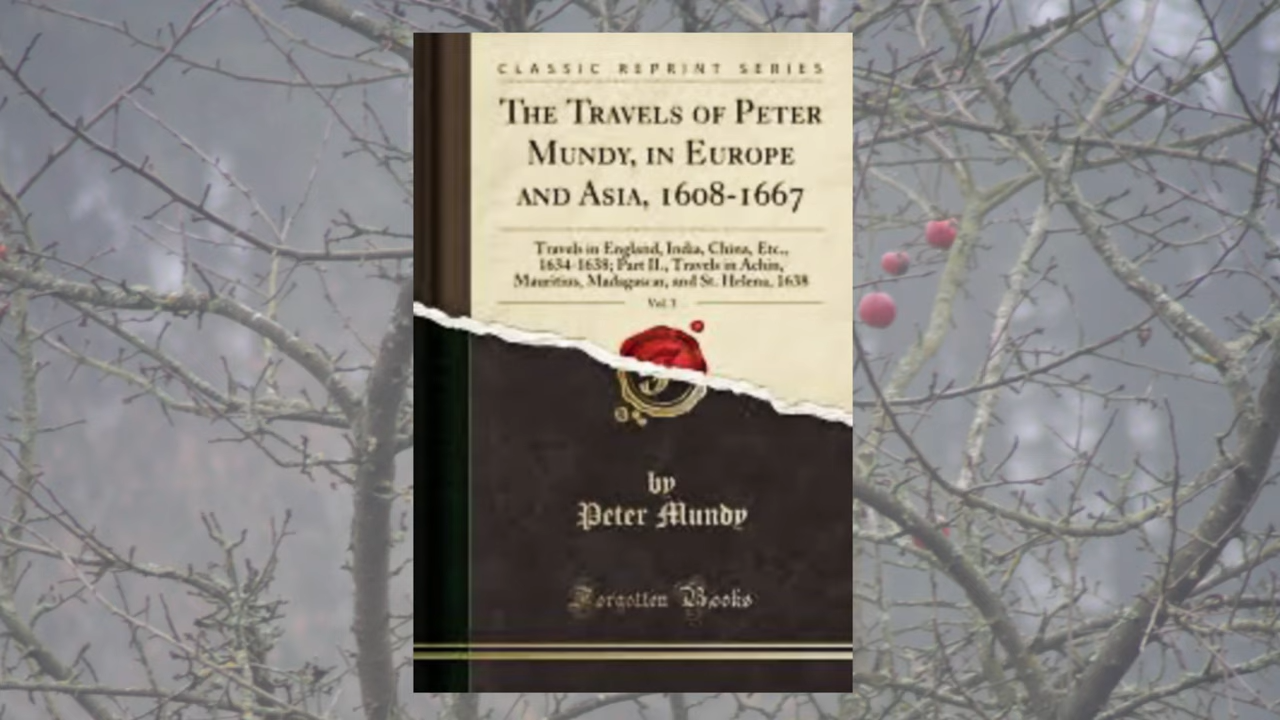 CLASSIC REPRINT SERIES
THE TRAVELS OF PETER
MUNDY, IN EUROPE
AND ASIA, 1608-1667
Travels in England, India, China, Etc.,
1634-1638; Part II., Travels in Achin,
Mauritius, Madagascar, and St. Helena, 1638
Vol. 3
by
Peter Mundy
Forgotten Books